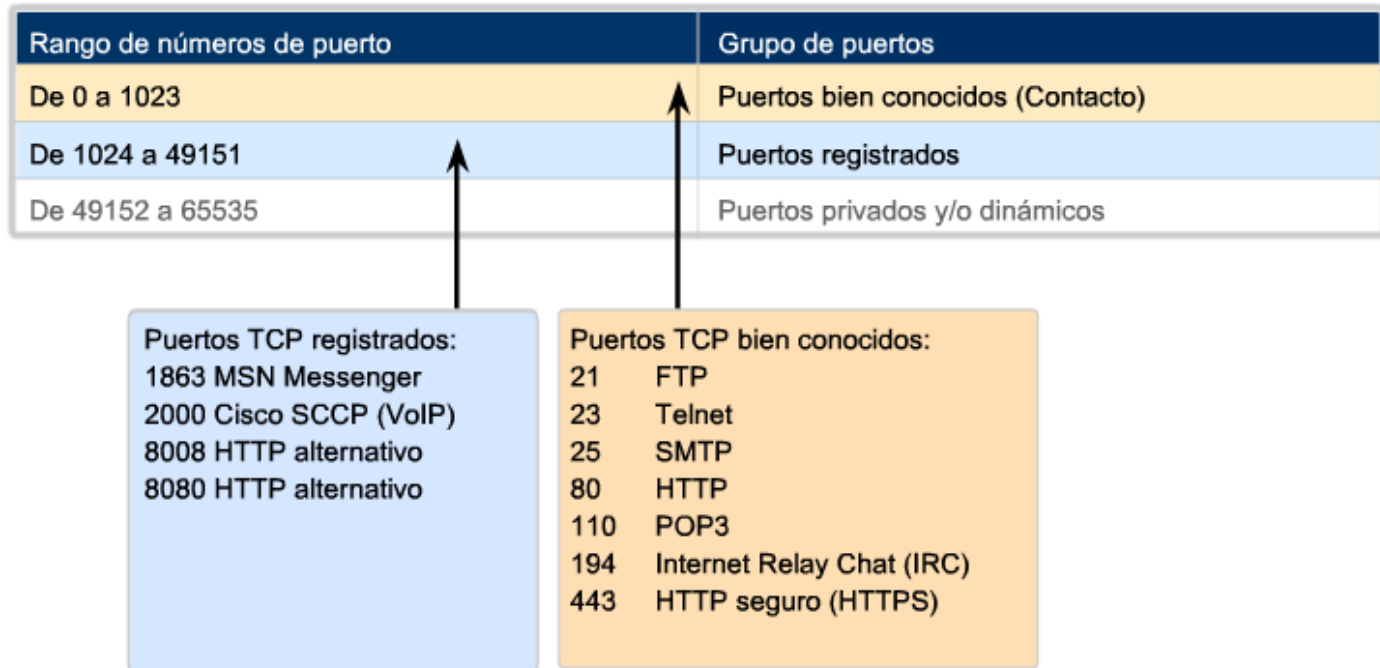 Rango de números de puerto Grupo de puertos
De 0 a 1023 Puertos bien conocidos (Contacto)
De 1024 a 49151 Puertos registrados
De 49152 a 65535 Puertos privados y/o dinámicos
Puertos TCP registrados:
1863 MSN Messenger
2000 Cisco SCCP (VoIP)
8008 HTTP alternativo
8080 HTTP alternativo
Puertos TCP bien conocidos:
21 FTP
23 Telnet
25 SMTP
80 HTTP
110 POP3
194 Internet Relay Chat (IRC)
443 HTTP seguro (HTTPS)